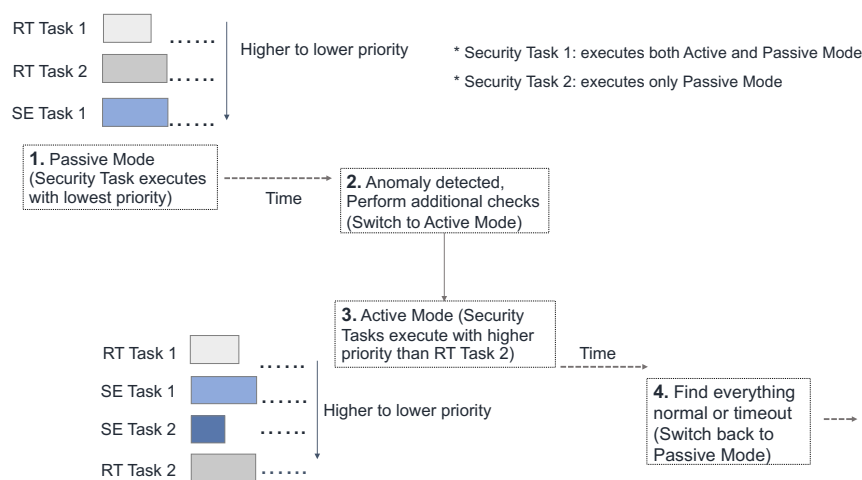 RT Task 1
RT Task 2
SE Task 1
Higher to lower priority
* Security Task 1: executes both Active and Passive Mode
* Security Task 2: executes only Passive Mode
1. Passive Mode
(Security Task executes
with lowest priority)
Time
2. Anomaly detected,
Perform additional checks
(Switch to Active Mode)
3. Active Mode (Security
Tasks execute with higher
priority than RT Task 2)
Time
RT Task 1
SE Task 1
SE Task 2
RT Task 2
Higher to lower priority
4. Find everything
normal or timeout
(Switch back to
Passive Mode)